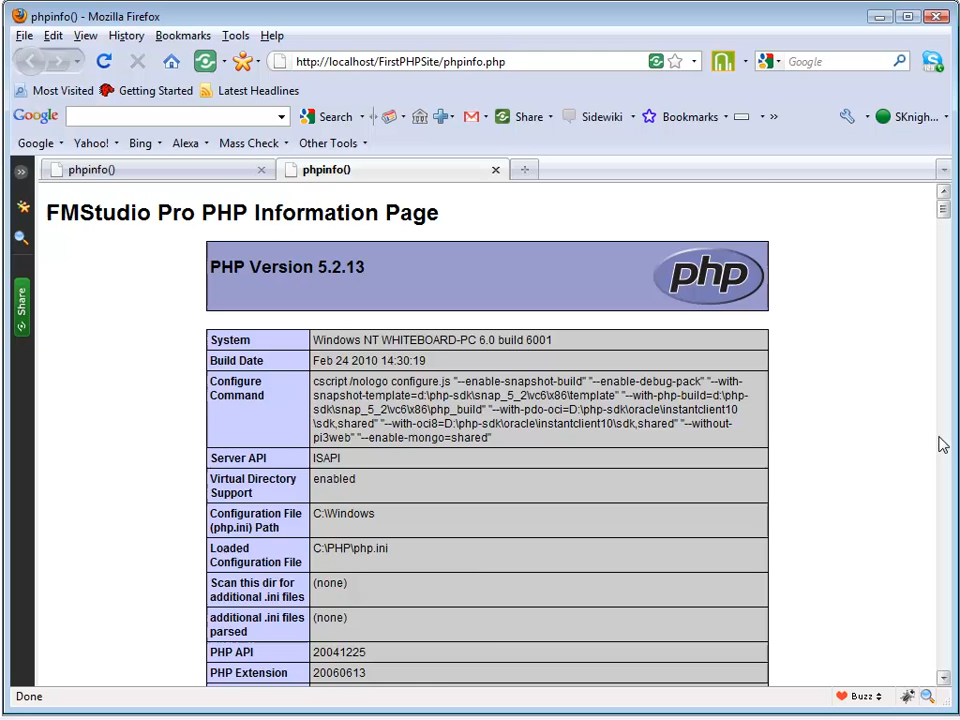 phpinfo() - Mozilla Firefox
File Edit View History Bookmarks Tools Help
http://localhost/FirstPHPSite/phpinfo.php
Google
Most Visited Getting Started Latest Headlines
Google Search Share Sidewiki Bookmarks » SKnigh...
Google Yahoo! Bing Alexa Mass Check Other Tools
phpinfo() phpinfo()
Share
FMStudio Pro PHP Information Page
PHP Version 5.2.13
php
System Windows NT WHITEBOARD-PC 6.0 build 6001
Build Date Feb 24 2010 14:30:19
Configure Command
cscript /nologo configure.js "--enable-snapshot-build" "--enable-debug-pack" "--with-
snapshot-template=d:\php-sdk\snap_5_2\vc6\x86\template" "--with-php-build=d:\php-
sdk\snap_5_2\vc6\x86\php_build" "--with-pdo-oci=D:\php-sdk\oracle\instantclient10
\sdk,shared" "--with-oci8=D:\php-sdk\oracle\instantclient10\sdk,shared" "--without-
pi3web" "--enable-mongo=shared"
Server API ISAPI
Virtual Directory
Support
enabled
Configuration File
(php.ini) Path
C:\Windows
Loaded
Configuration File
C:\PHP\php.ini
Scan this dir for
additional .ini files
(none)
additional .ini files
parsed
(none)
PHP API 20041225
PHP Extension 20060613
Done Buzz